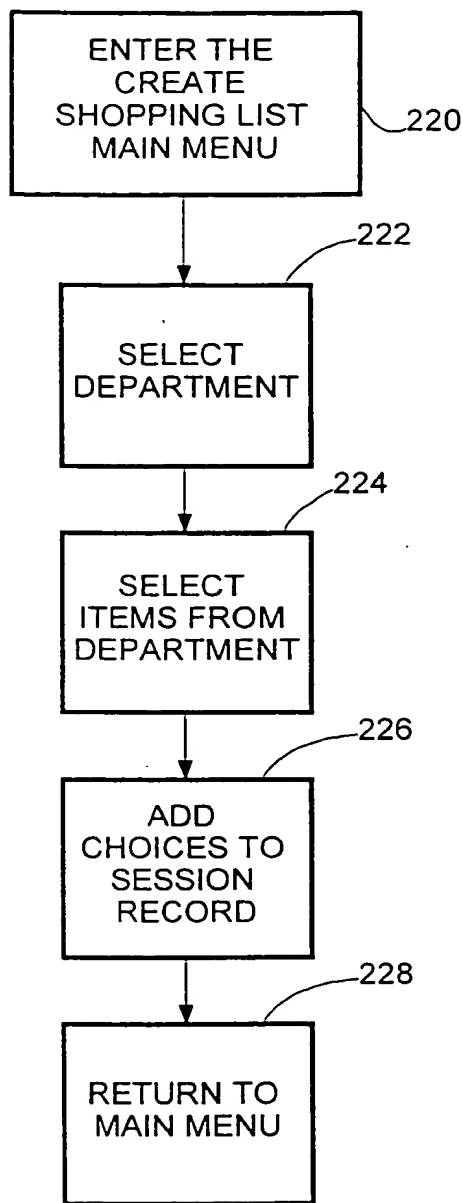 ENTER THE
CREATE
SHOPPING LIST
MAIN MENU
220
222
SELECT
DEPARTMENT
224
SELECT
ITEMS FROM
DEPARTMENT
226
ADD
CHOICES TO
SESSION
RECORD
228
RETURN TO
MAIN MENU